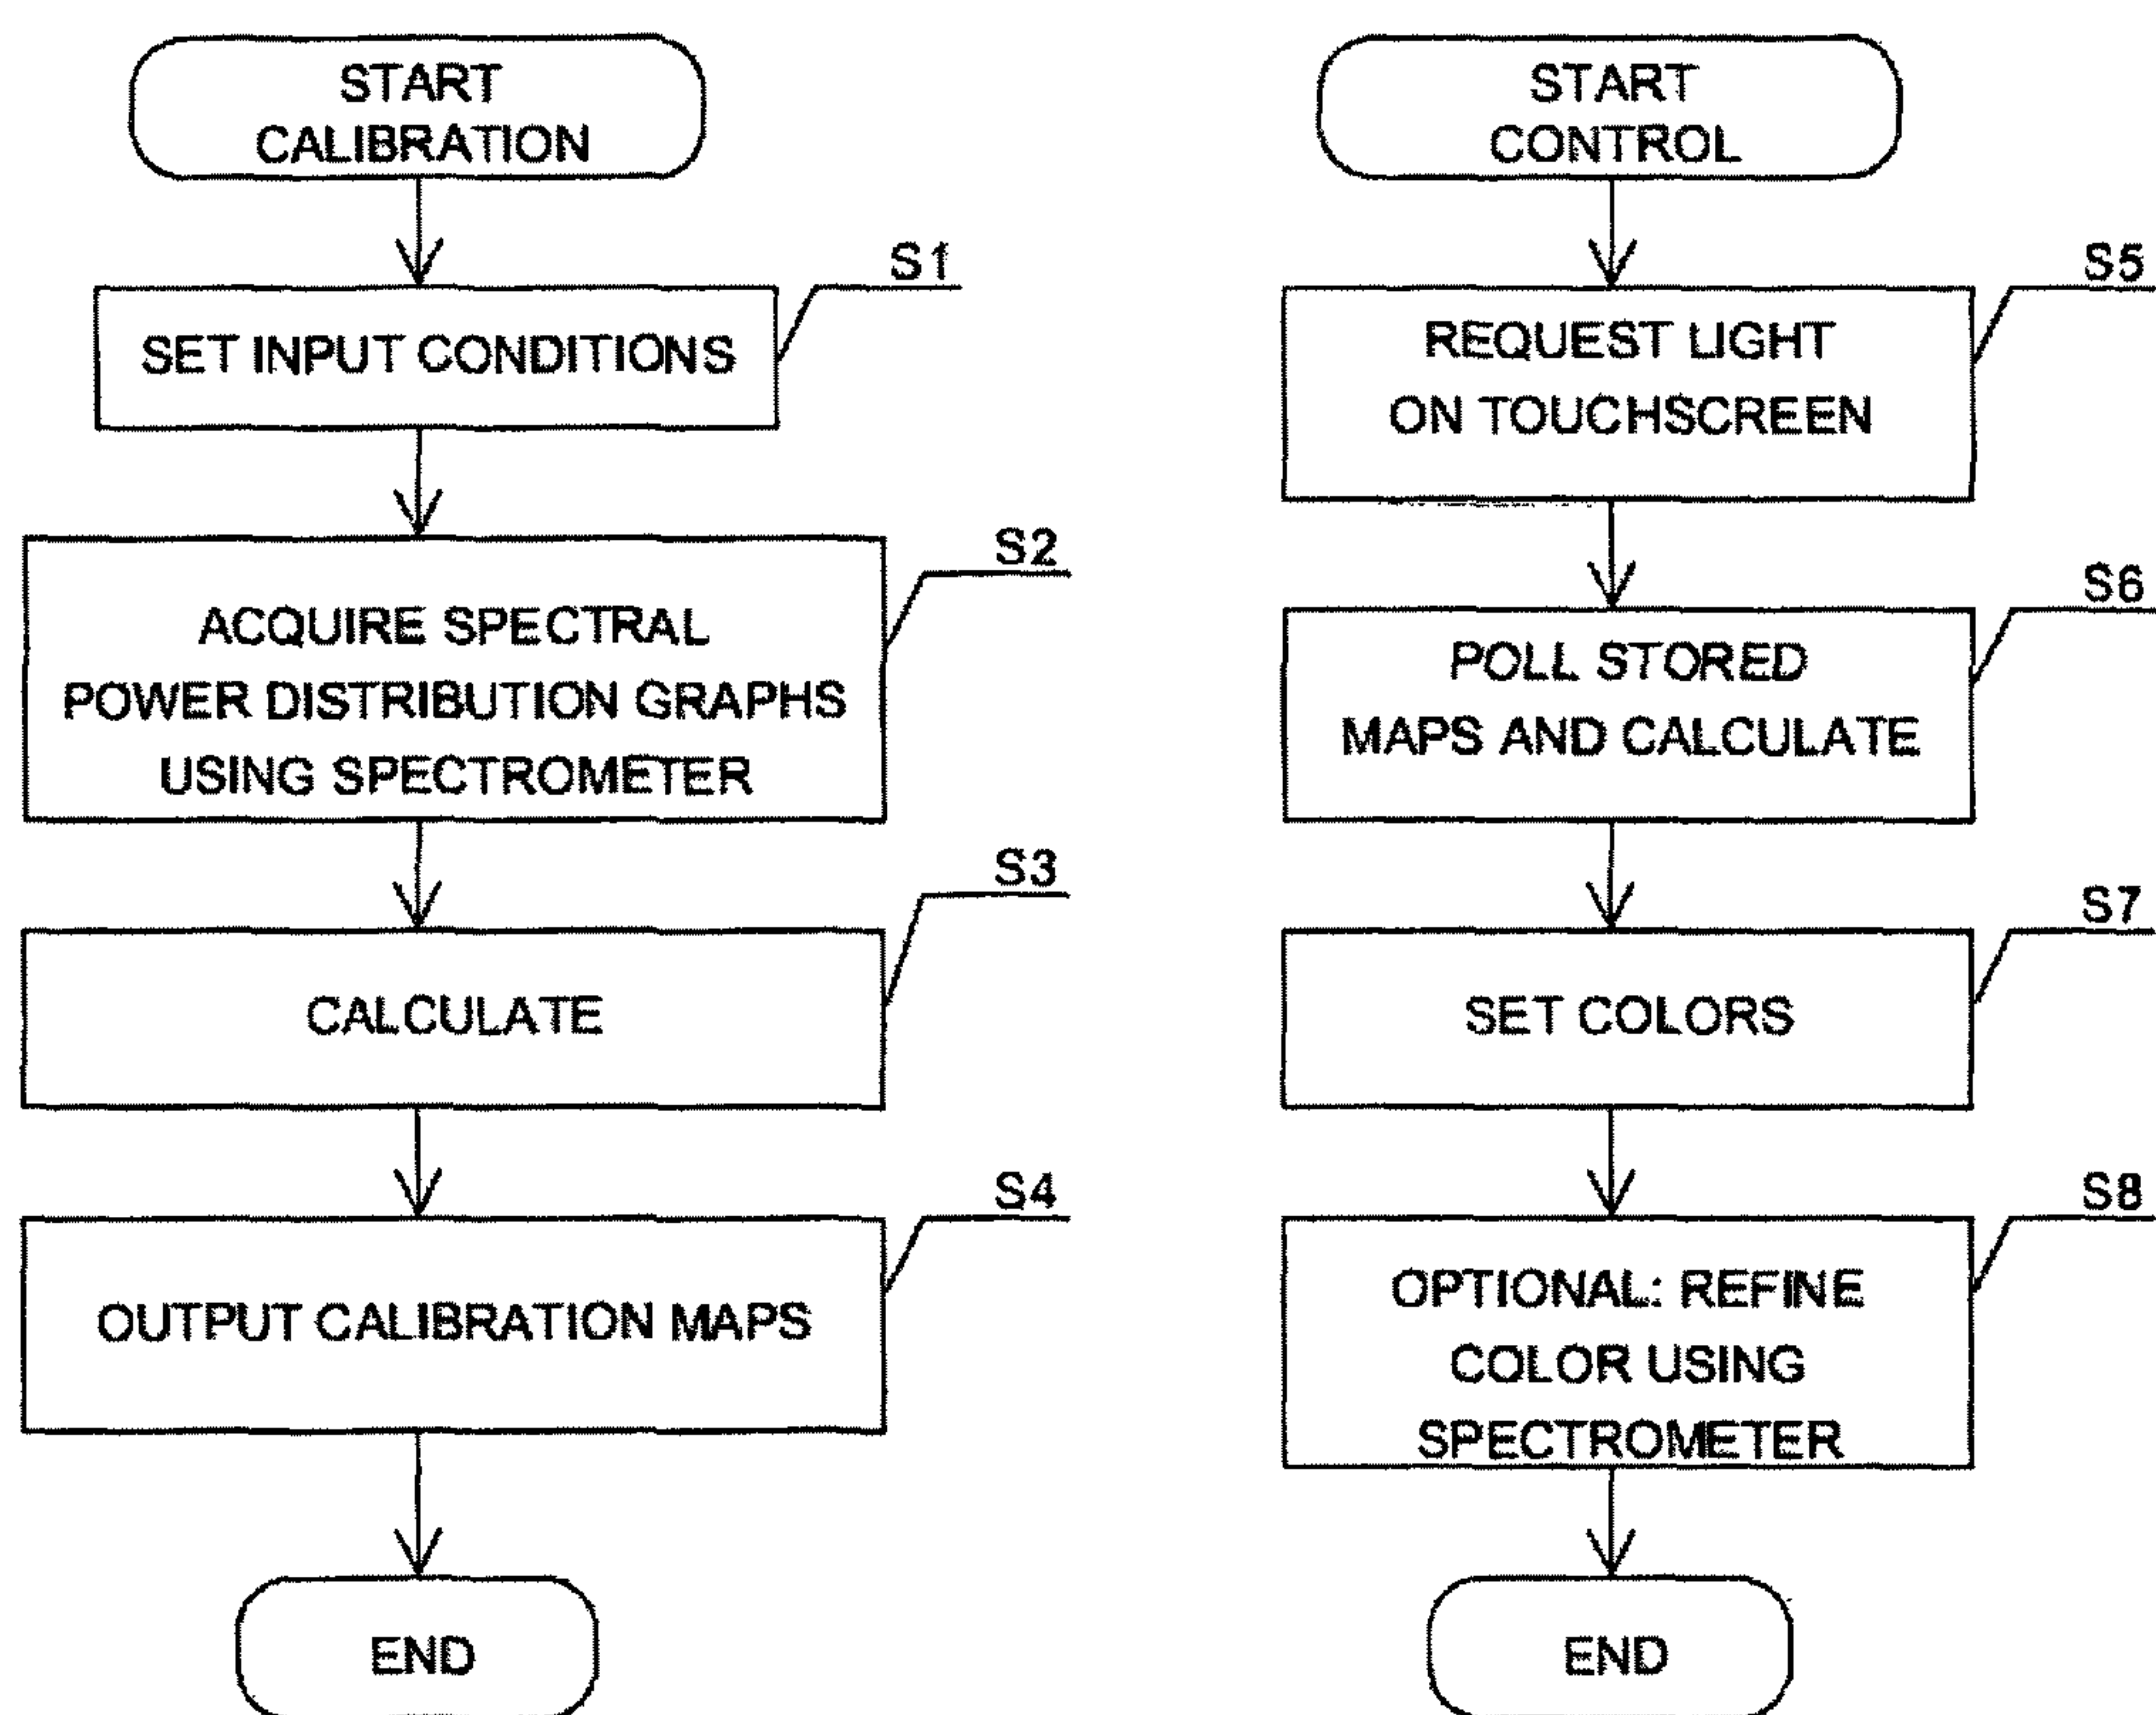 START
CALIBRATION
S1
SET INPUT CONDITIONS
S2
ACQUIRE SPECTRAL
POWER DISTRIBUTION GRAPHS
USING SPECTROMETER
S3
CALCULATE
S4
OUTPUT CALIBRATION MAPS
END
START
CONTROL
S5
REQUEST LIGHT
ON TOUCHSCREEN
S6
POLL STORED
MAPS AND CALCULATE
S7
SET COLORS
S8
OPTIONAL: REFINE
COLOR USING
SPECTROMETER
END